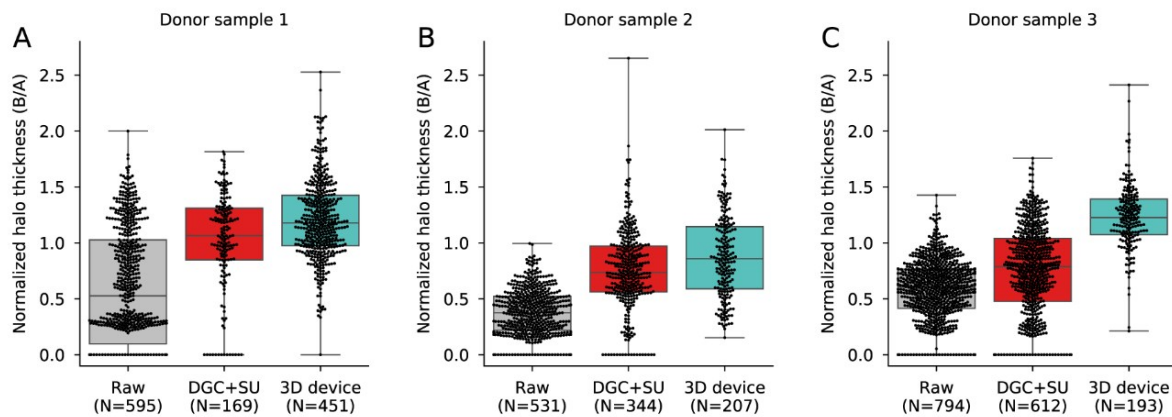 Donor sample 1
A
Normalized halo thickness (B/A)
2.5
2.0
1.5
1.0
0.5
0.0
Raw
(N=595)
DGC+SU
(N=169)
3D device
(N=451)
Donor sample 2
B
Normalized halo thickness (B/A)
2.5
2.0
1.5
1.0
0.5
0.0
Raw
(N=531)
DGC+SU
(N=344)
3D device
(N=207)
Donor sample 3
C
Normalized halo thickness (B/A)
2.5
2.0
1.5
1.0
0.5
0.0
Raw
(N=794)
DGC+SU
(N=612)
3D device
(N=193)